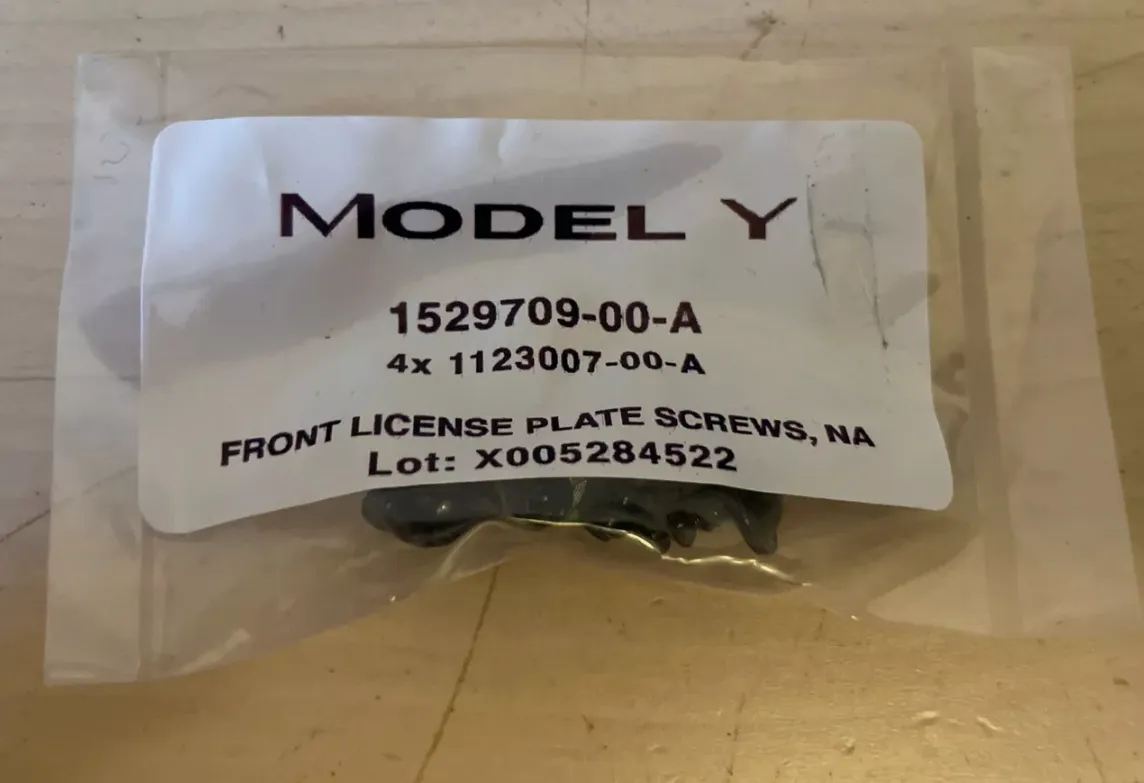 MODEL Y
1529709-00-A
4x 1123007-00-A
FRONT LICENSE PLATE SCREWS, NA
Lot: X005284522